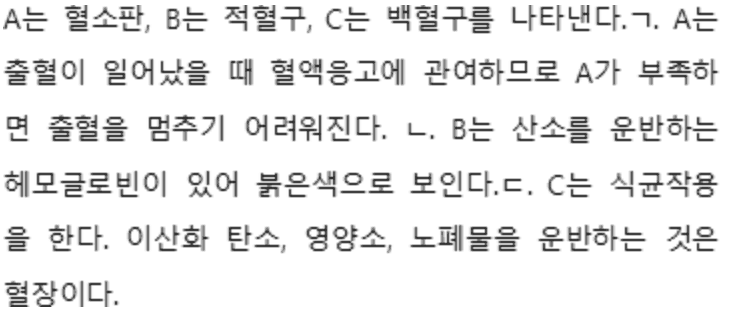 A는 혈소판, B는 적혈구, C는 백혈구를 나타낸다.ㄱ. A는
출혈이 일어났을 때 혈액응고에 관여하므로 A가 부족하
면 출혈을 멈추기 어려워진다. ㄴ. B는 산소를 운반하는
헤모글로빈이 있어 붉은색으로 보인다.ㄷ. C는 식균작용
을 한다. 이산화 탄소, 영양소, 노폐물을 운반하는 것은
혈장이다.